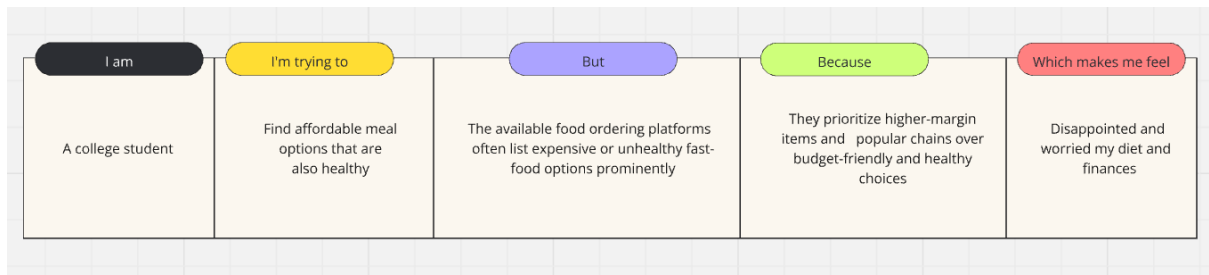 I am
A college student
I'm trying to
Find affordable meal
options that are
also healthy
But
The available food ordering platforms
often list expensive or unhealthy fast-
food options prominently
Because
They prioritize higher-margin
items and popular chains over
budget-friendly and healthy
choices
Which makes me feel
Disappointed and
worried my diet and
finances